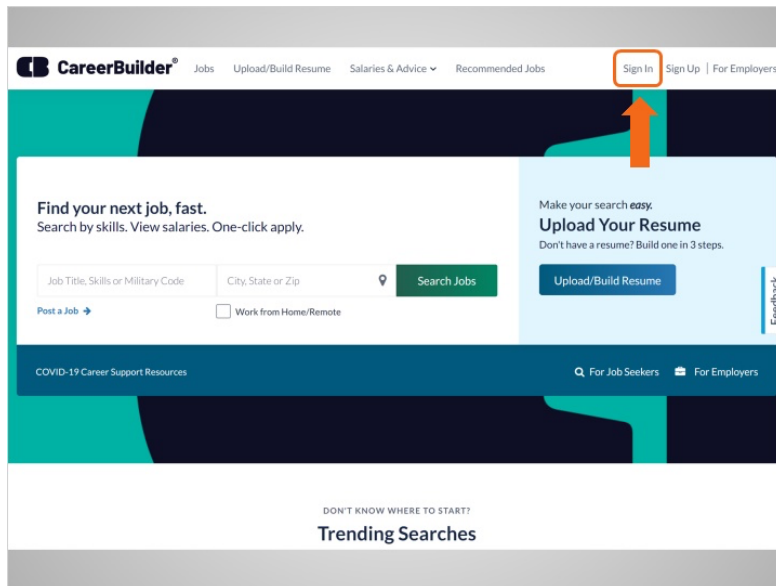 CareerBuilder® Jobs Upload/Build Resume Salaries & Advice Recommended Jobs Sign In Sign Up | For Employers
Find your next job, fast.
Search by skills. View salaries. One-click apply.
Job Title, Skills or Military Code City, State or Zip Search Jobs
Post a Job Work from Home/Remote
Make your search easy.
Upload Your Resume
Don't have a resume? Build one in 3 steps.
Upload/Build Resume
Feedback
COVID-19 Career Support Resources For Job Seekers For Employers
DON'T KNOW WHERE TO START?
Trending Searches